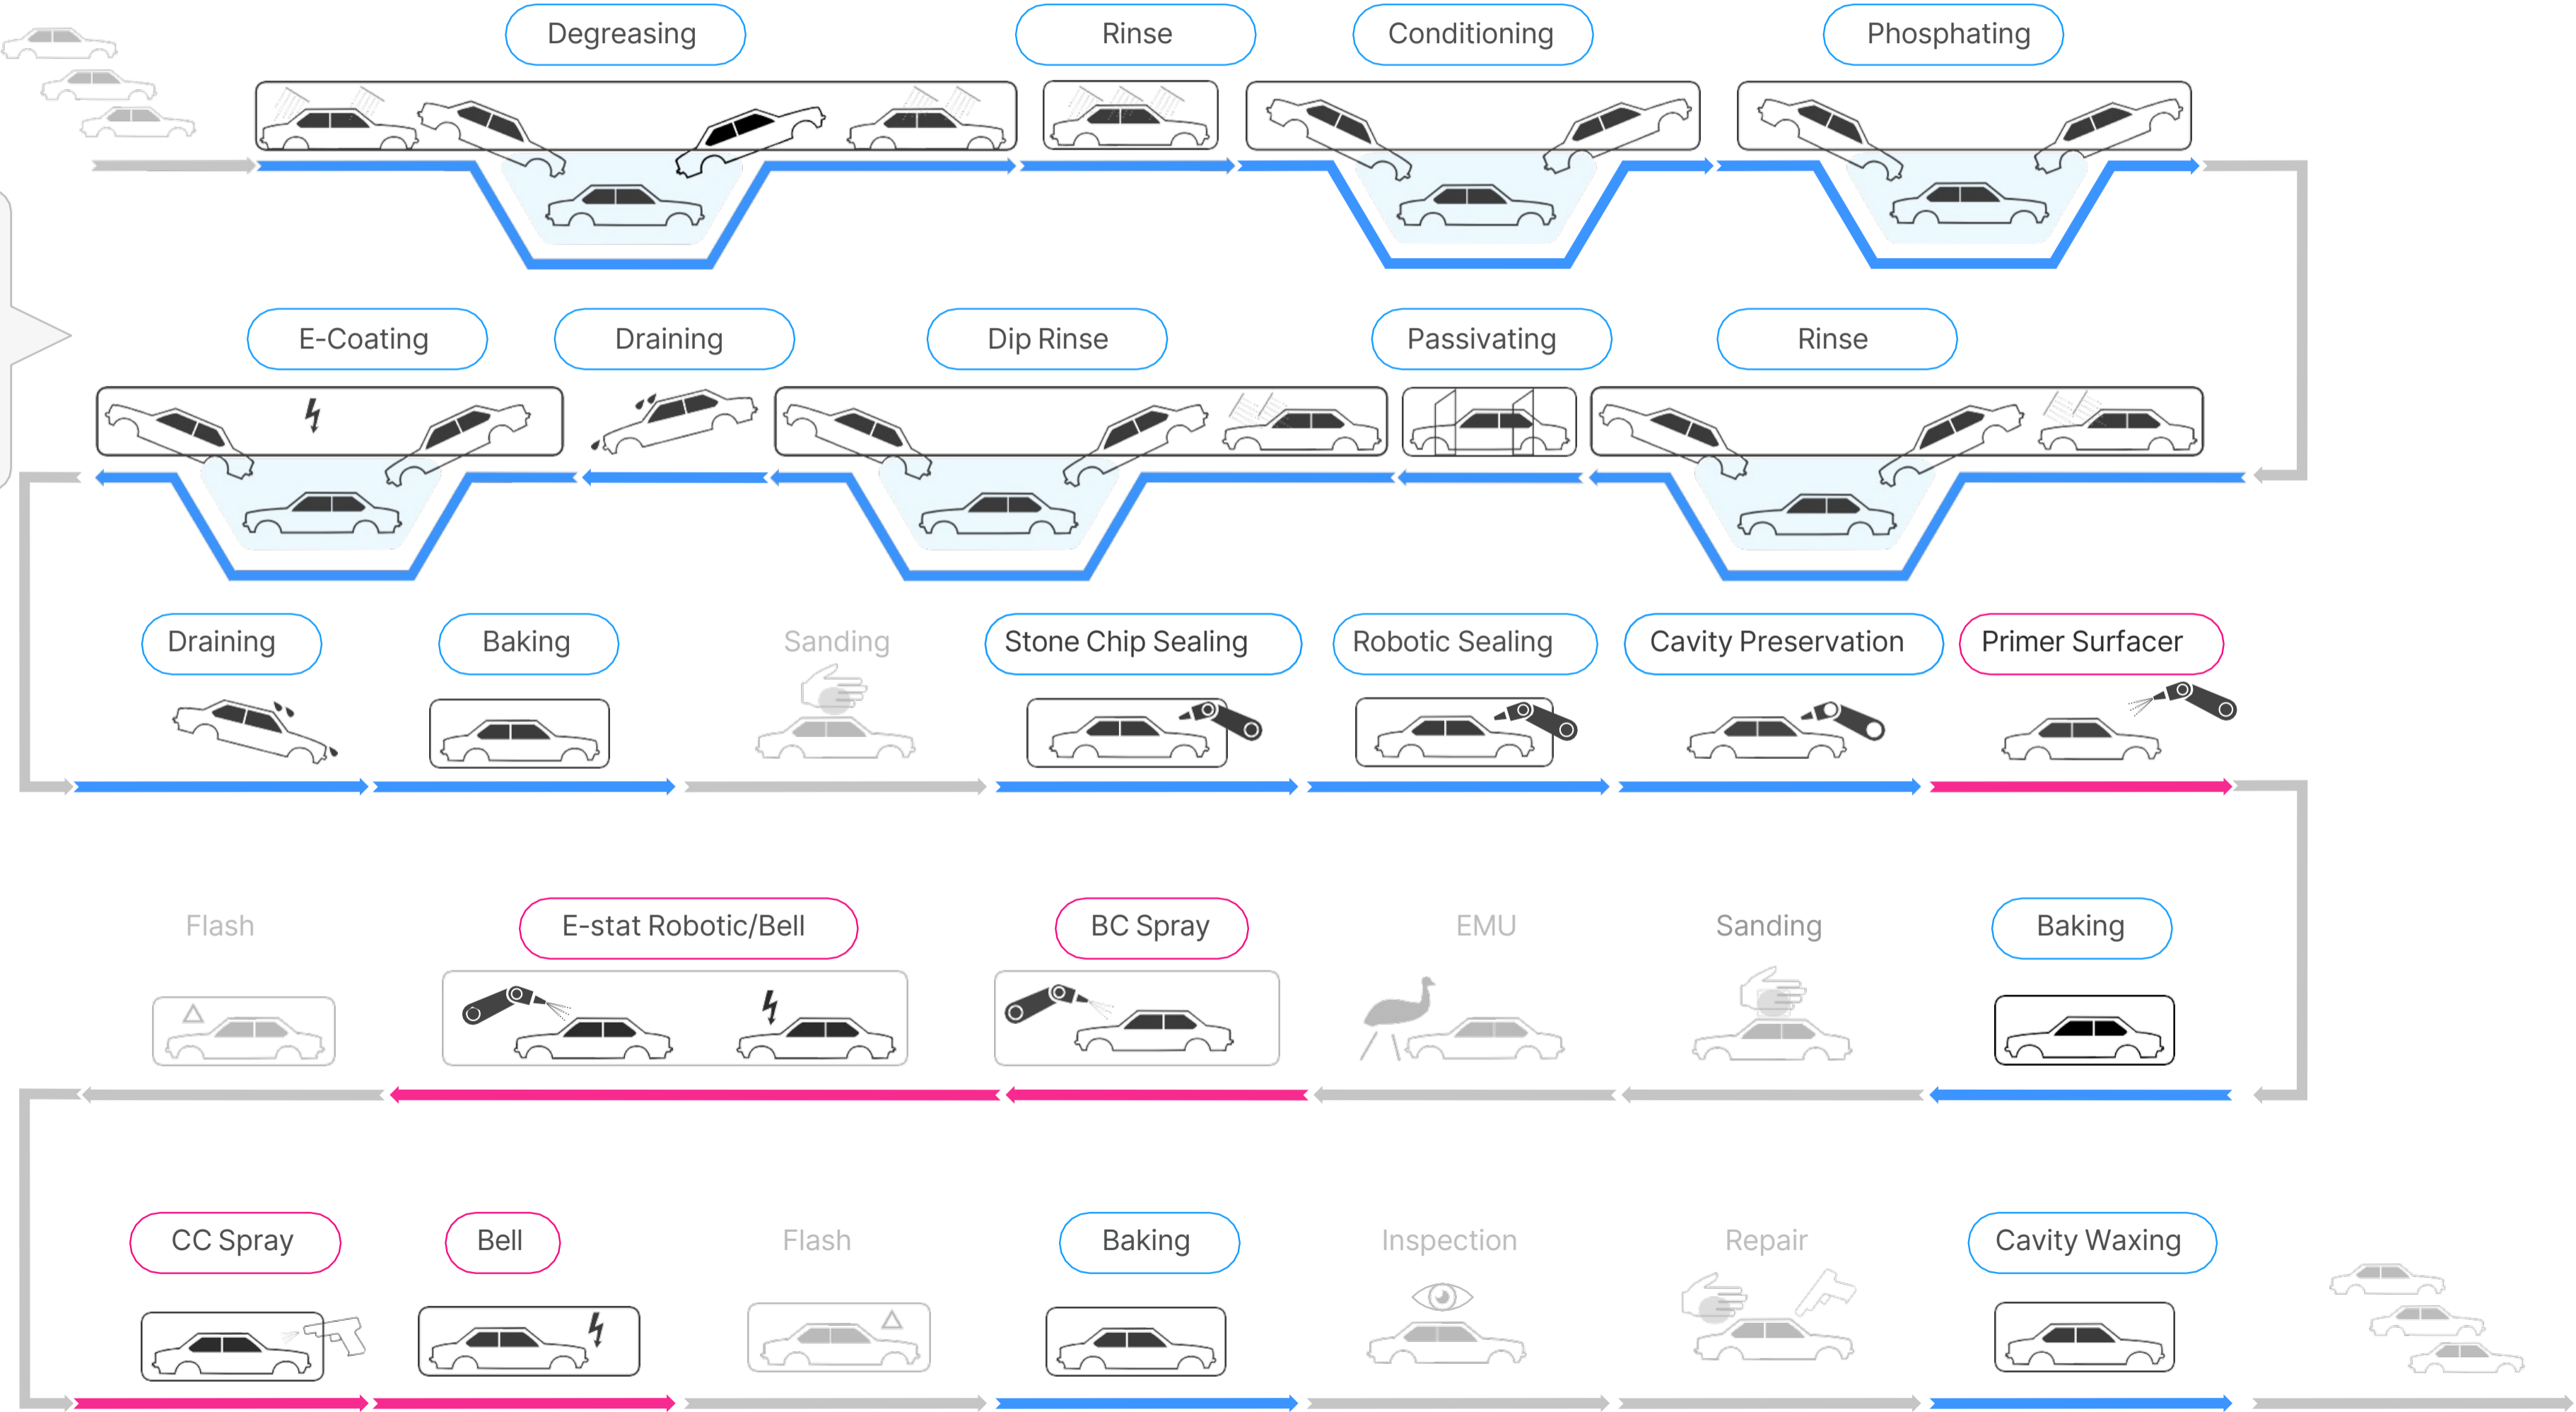 Degreasing
Rinse
Conditioning
Phosphating
E-Coating
Draining
Dip Rinse
Passivating
Rinse
Draining
Baking
Sanding
Stone Chip Sealing
Robotic Sealing
Cavity Preservation
Primer Surfacer
Flash
E-stat Robotic/Bell
BC Spray
EMU
Sanding
Baking
CC Spray
Bell
Flash
Baking
Inspection
Repair
Cavity Waxing